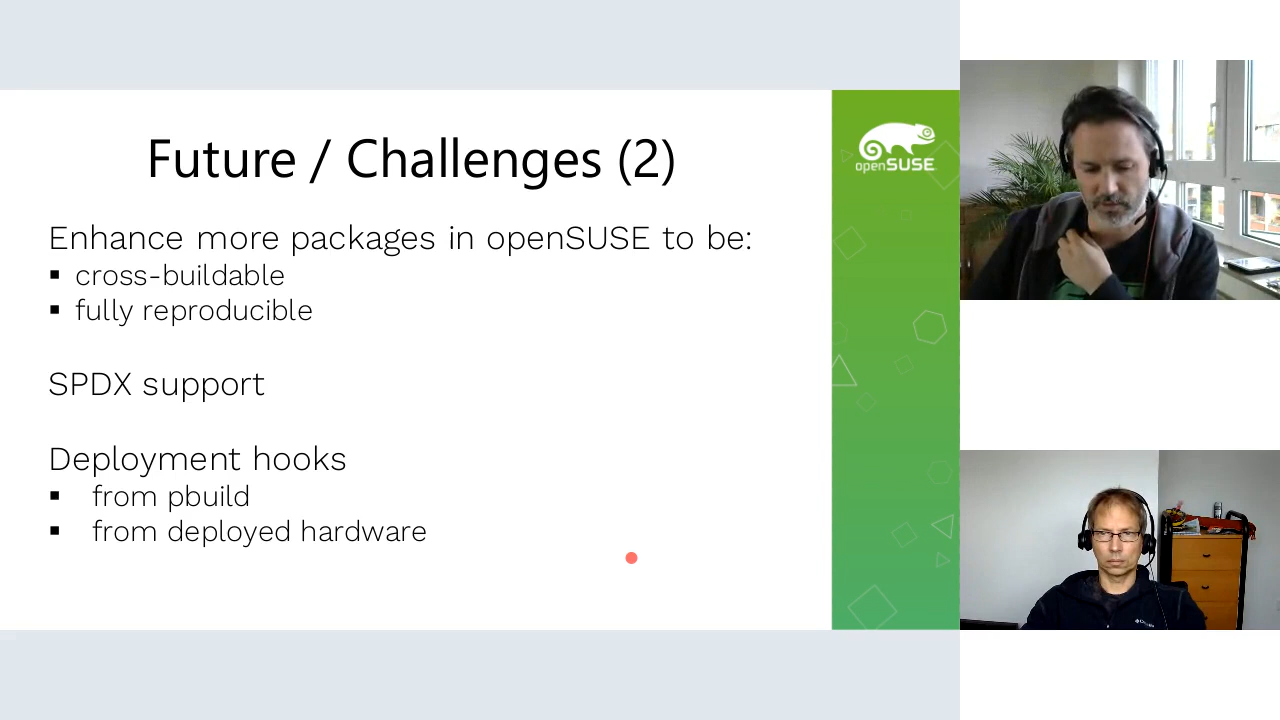 Future / Challenges (2)
openSUSE
Enhance more packages in openSUSE to be:
▪ cross-buildable
▪ fully reproducible
SPDX support
Deployment hooks
▪ from pbuild
▪ from deployed hardware